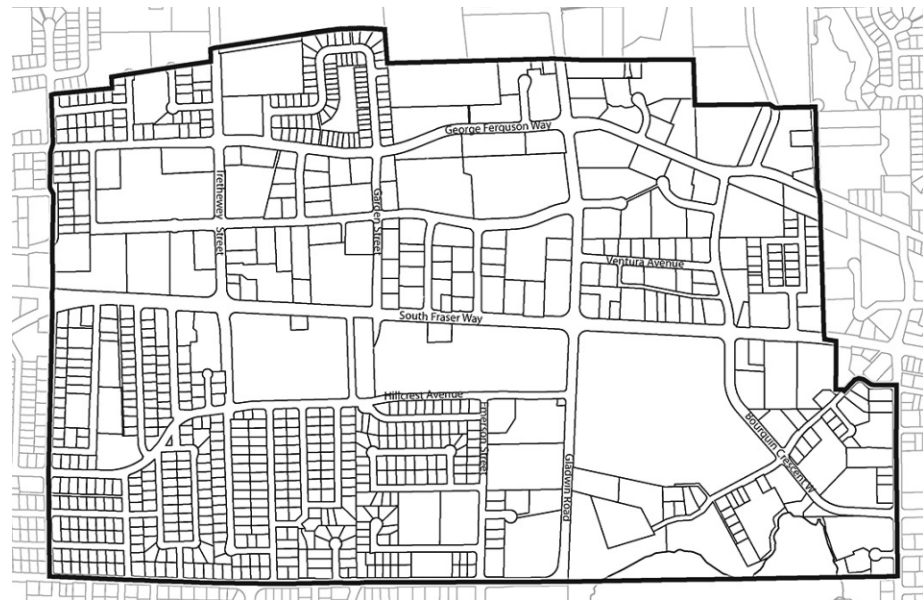 George Ferguson Way
Trethewey Street
Garden Street
Ventura Avenue
South Fraser Way
Hillcrest Avenue
Emerson Street
Bourquin Crescent W
Gladwin Road